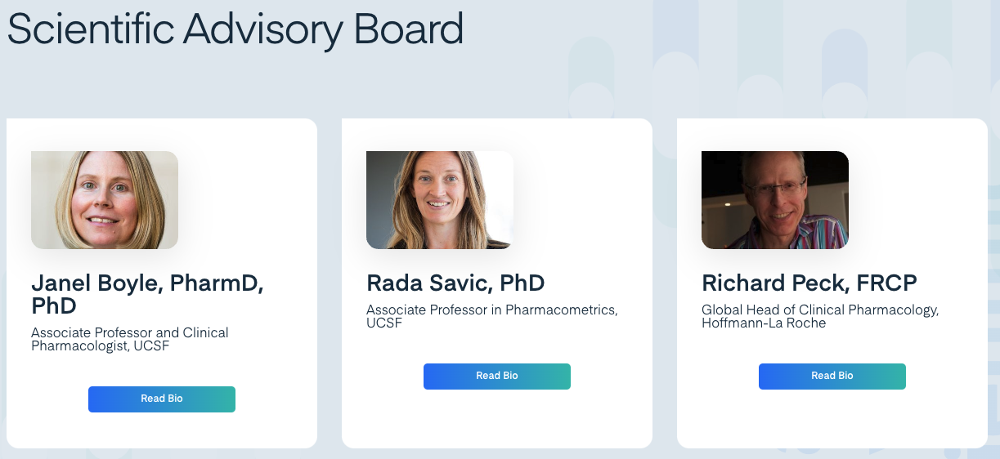 Scientific Advisory Board
Janel Boyle, PharmD,
PhD
Associate Professor and Clinical
Pharmacologist, UCSF
Read Bio
Rada Savic, PhD
Associate Professor in Pharmacometrics,
UCSF
Read Bio
Richard Peck, FRCP
Global Head of Clinical Pharmacology,
Hoffmann-La Roche
Read Bio